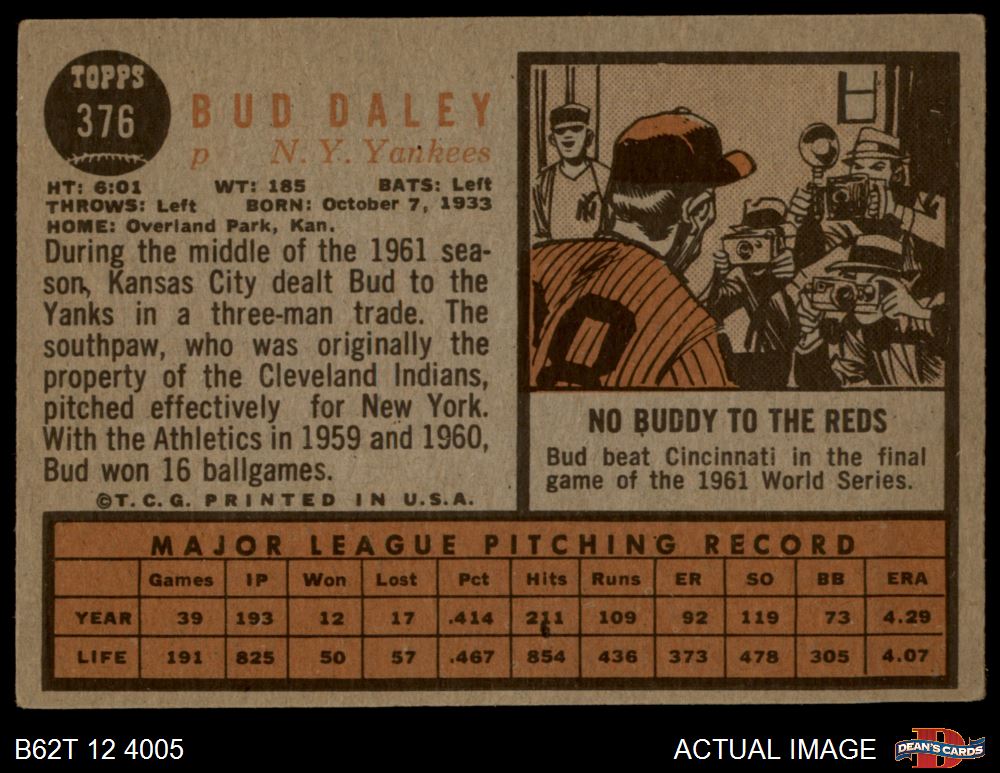 TOPPS
376
BUD DALEY
p N. Y. Yankees
HT: 6:01 WT: 185 BATS: Left
THROWS: Left BORN: October 7, 1933
HOME: Overland Park, Kan.
During the middle of the 1961 sea-
son, Kansas City dealt Bud to the
Yanks in a three-man trade. The
southpaw, who was originally the
property of the Cleveland Indians,
pitched effectively for New York.
With the Athletics in 1959 and 1960,
Bud won 16 ballgames.
©T.C.G. PRINTED IN U.S.A.
NY
NO BUDDY TO THE REDS
Bud beat Cincinnati in the final
game of the 1961 World Series.
MAJOR LEAGUE PITCHING RECORD
Games IP Won Lost Pct Hits Runs ER SO BB ERA
YEAR 39 193 12 17 .414 211 109 92 119 73 4.29
LIFE 191 825 50 57 .467 854 436 373 478 305 4.07
B62T 12 4005
ACTUAL IMAGE
D
DEAN'S CARDS